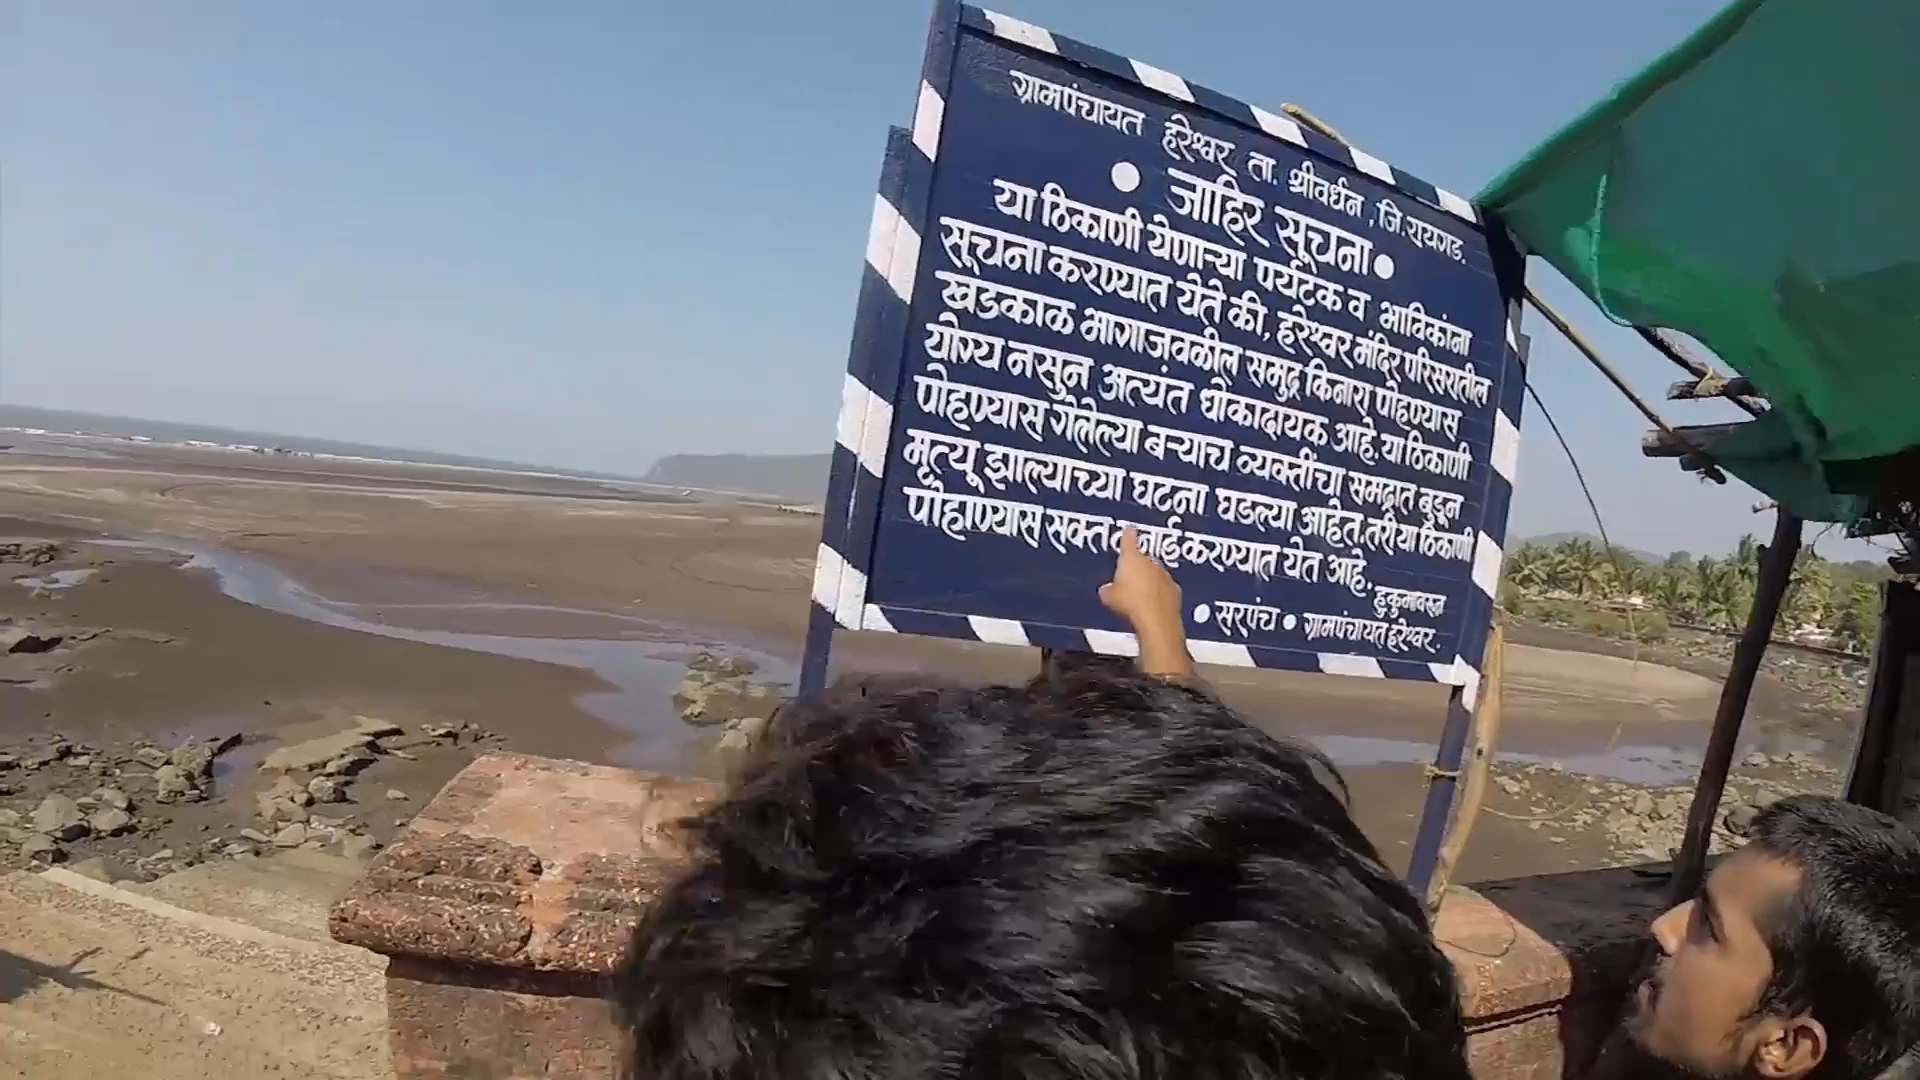 ग्रामपंचायत हरेश्वर ता. श्रीवर्धन, जि. रायगड.
• जाहिर सूचना •
या ठिकाणी येणाऱ्या पर्यटक व भाविकांना
सूचना करण्यात येते की, हरेश्वर मंदिर परिसरातील
खडकाळ भागाजवळील समुद्र किनारा पोहण्यास
योग्य नसुन अत्यंत धोकादायक आहे. या ठिकाणी
पोहण्यास गेलेल्या बऱ्याच व्यक्तींचा समुद्रात बुडून
मृत्यू झाल्याच्या घटना घडल्या आहेत. तरी या ठिकाणी
पोहाण्यास सक्त करण्यात येत आहे.
हुकुमावरून
• सरपंच • ग्रामपंचायत हरेश्वर.